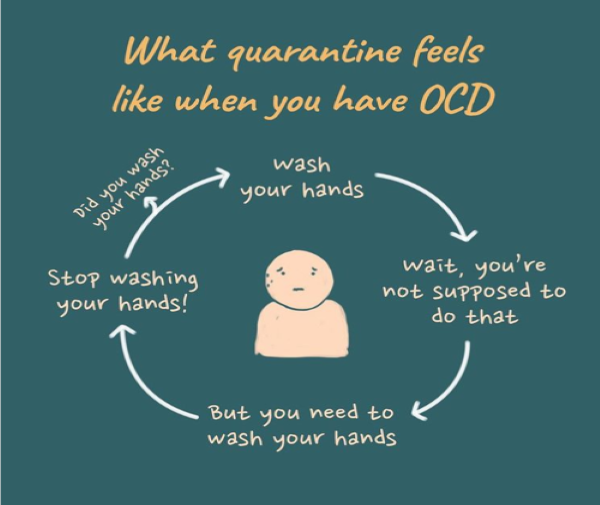 What quarantine feels
like when you have OCD
Did you wash
your hands?
wash
your hands
Wait, you're
not supposed to
do that
But you need to
wash your hands
Stop washing
your hands!